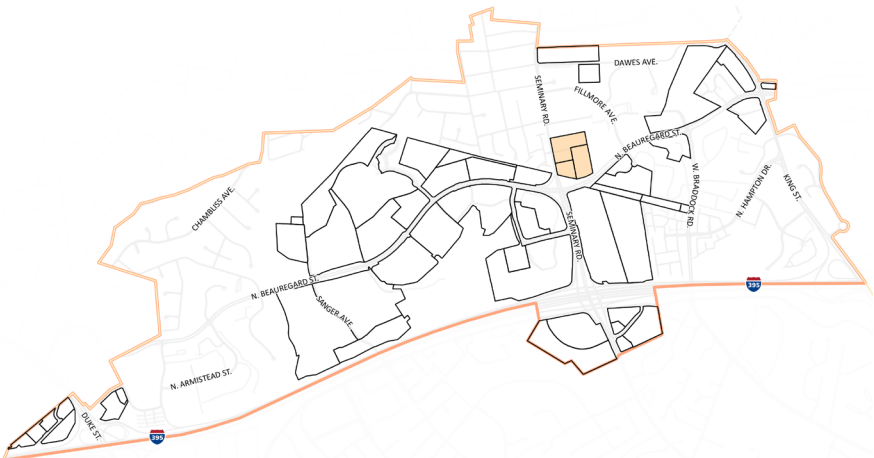 DAWES AVE.
SEMINARY RD.
FILLMORE AVE.
N. BEAUREGARD ST.
W. BRADDOCK RD.
N. HAMPTON DR.
KING ST.
CHAMBLISS AVE.
SEMINARY RD.
N. BEAUREGARD ST.
395
SANGER AVE.
N. ARMISTEAD ST.
DUKE ST.
395